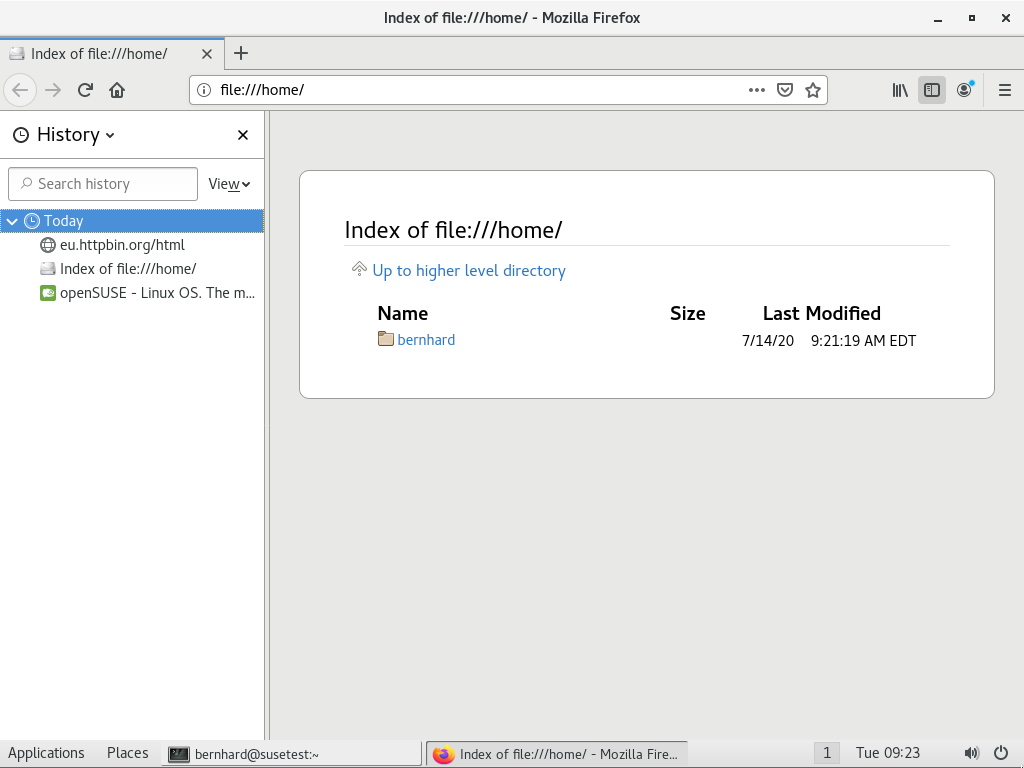 Index of file:///home/ - Mozilla Firefox
Index of file:///home/
file:///home/
History
Search history
View
Today
eu.httpbin.org/html
Index of file:///home/
openSUSE - Linux OS. The m...
Index of file:///home/
Up to higher level directory
Name Size Last Modified
bernhard 7/14/20 9:21:19 AM EDT
Applications Places bernhard@susetest:~ Index of file:///home/ - Mozilla Fire... 1 Tue 09:23